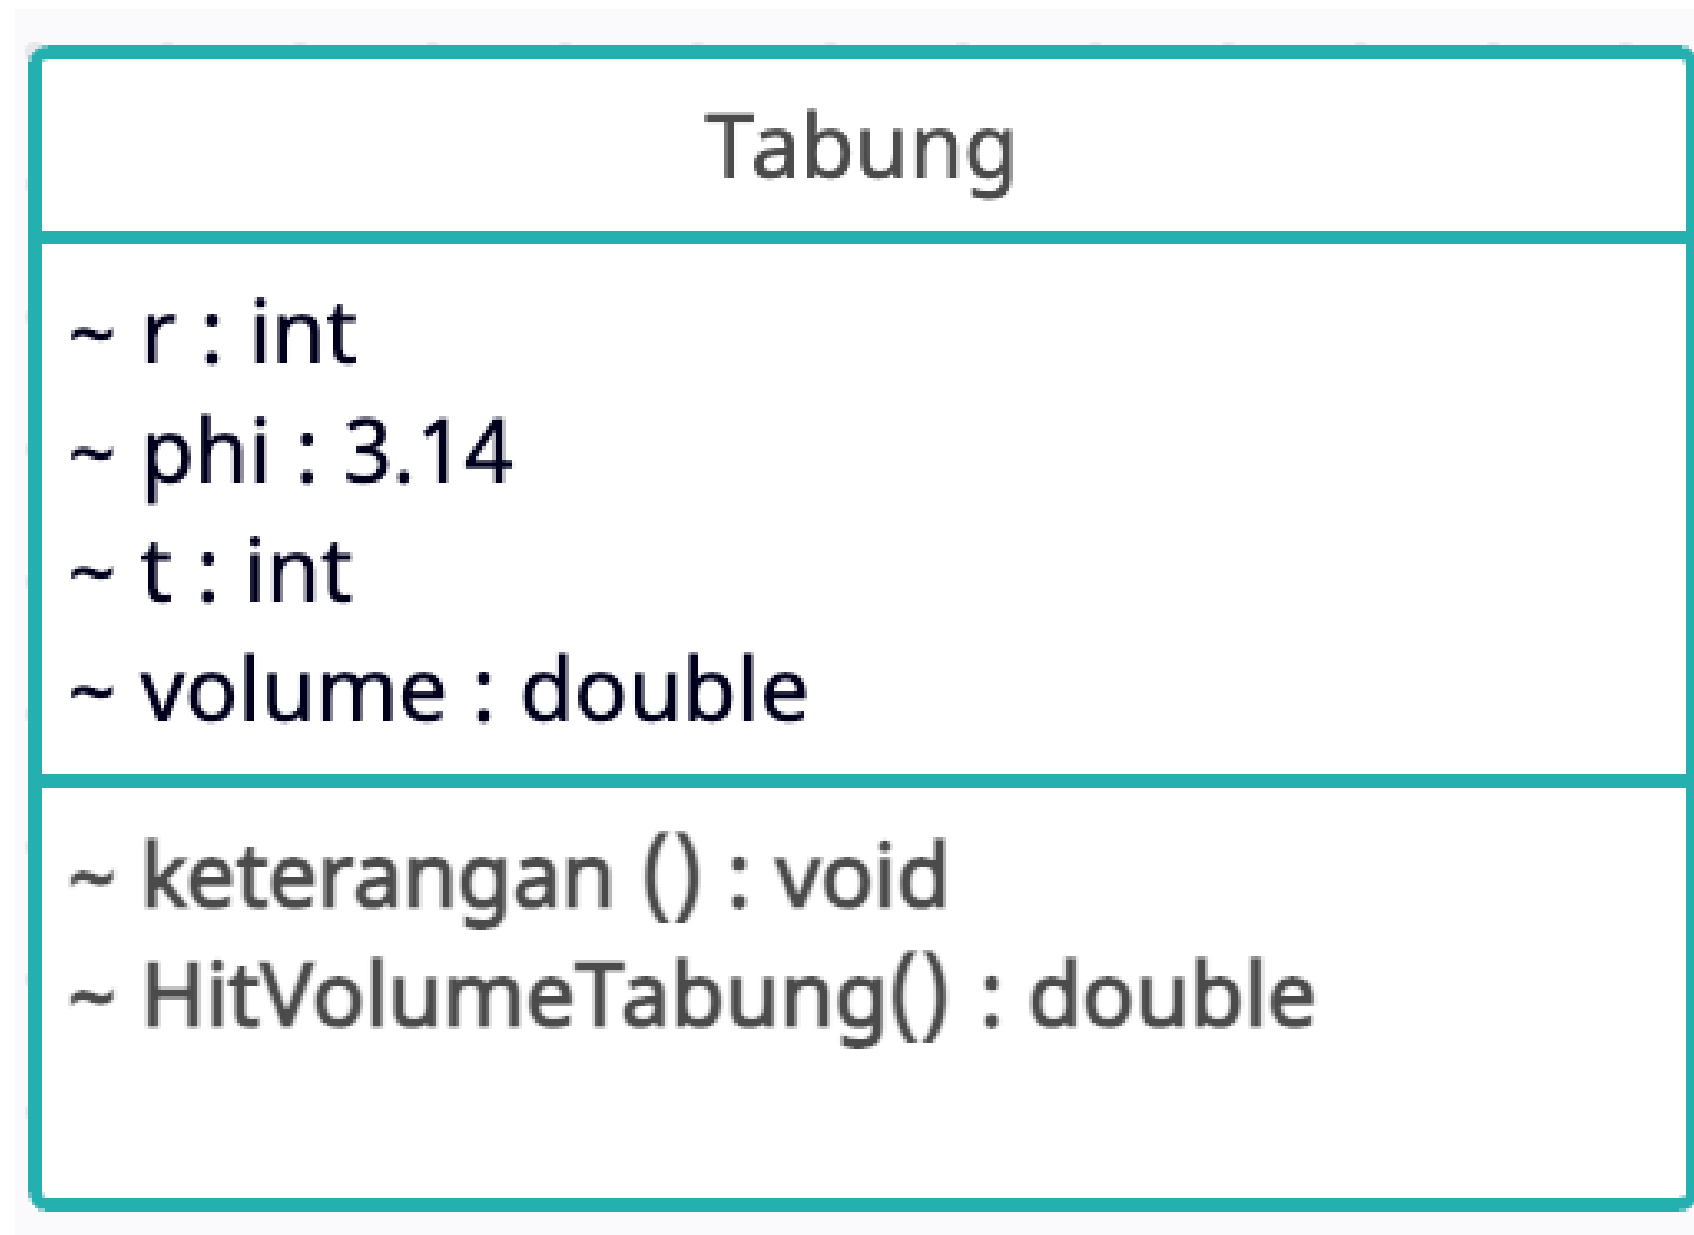 Tabung
~ r : int
~ phi : 3.14
~ t : int
~ volume : double
~ keterangan () : void
~ HitVolumeTabung() : double